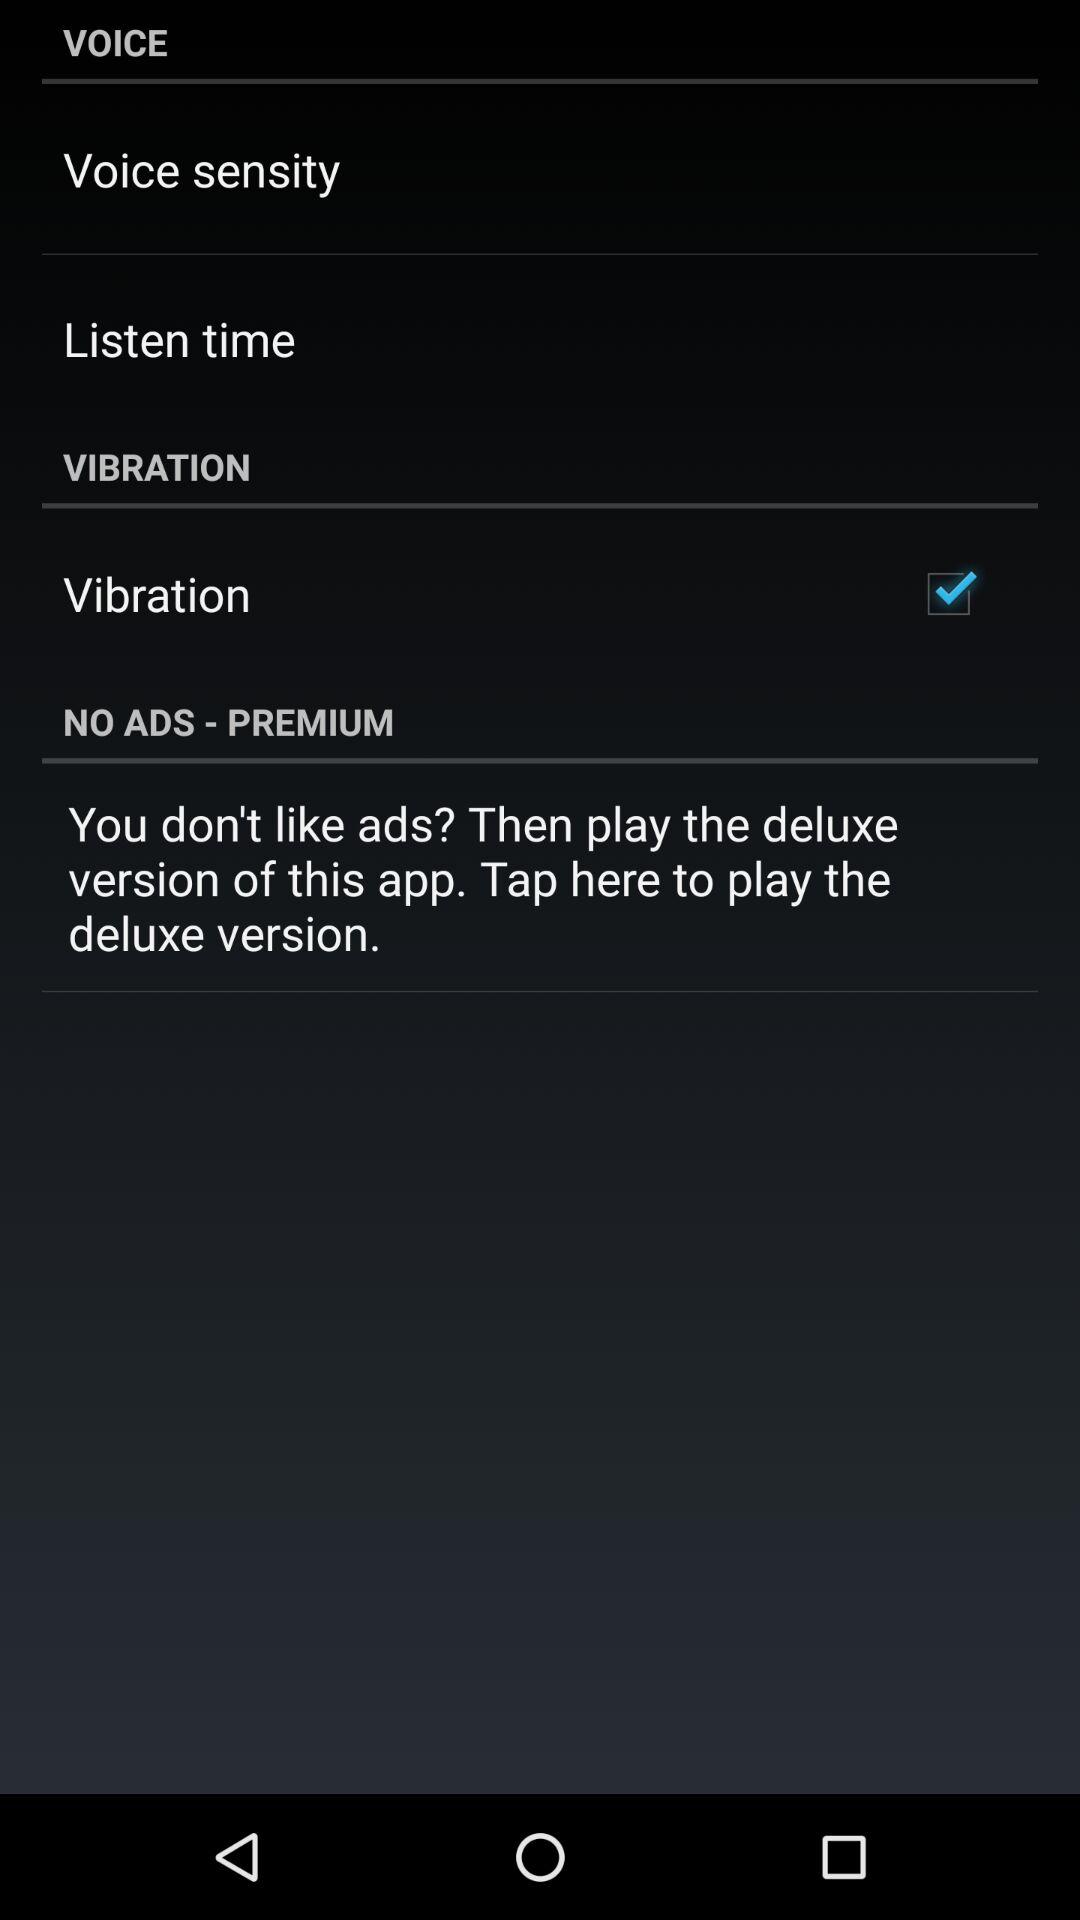 VOICE
Voice sensity
Listen time
VIBRATION
Vibration
NO ADS - PREMIUM
You don't like ads? Then play the deluxe
version of this app. Tap here to play the
deluxe version.